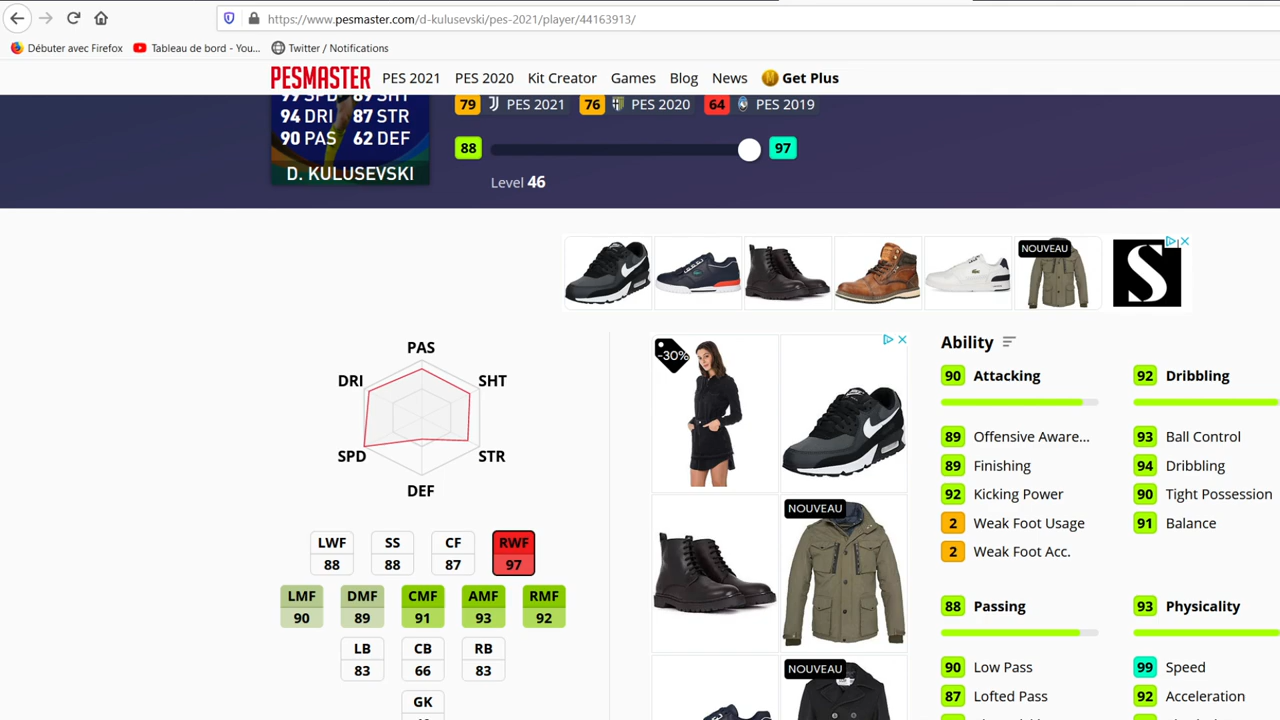 https://www.pesmaster.com/d-kulusevski/pes-2021/player/44163913/
Débuter avec Firefox
Tableau de bord - You...
Twitter / Notifications
PESMASTER
PES 2021
PES 2020
Kit Creator
Games
Blog
News
Get Plus
99 SPD 89 SHT
94 DRI 87 STR
90 PAS 62 DEF
D. KULUSEVSKI
79 PES 2021
76 PES 2020
64 PES 2019
88
97
Level 46
NOUVEAU
S
PAS
DRI
SHT
SPD
STR
DEF
LWF
88
SS
88
CF
87
RWF
97
LMF
90
DMF
89
CMF
91
AMF
93
RMF
92
LB
83
CB
66
RB
83
GK
-30%
NOUVEAU
NOUVEAU
Ability
90 Attacking
89 Offensive Aware...
89 Finishing
92 Kicking Power
2 Weak Foot Usage
2 Weak Foot Acc.
92 Dribbling
93 Ball Control
94 Dribbling
90 Tight Possession
91 Balance
88 Passing
90 Low Pass
87 Lofted Pass
93 Physicality
99 Speed
92 Acceleration